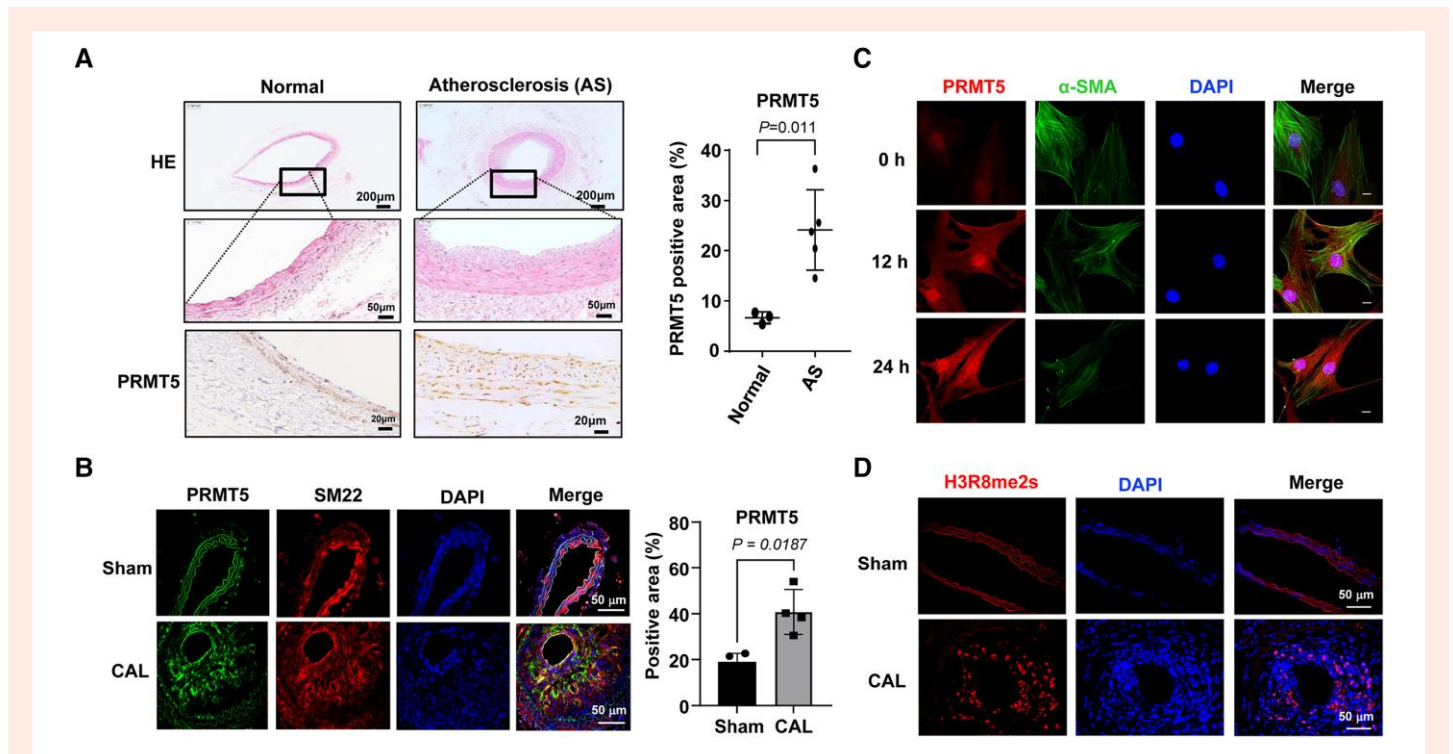 A
Normal
Atherosclerosis (AS)
HE
200µm
200µm
50µm
50µm
PRMT5
20µm
20µm
PRMT5
P=0.011
PRMT5 positive area (%)
40
30
20
10
0
Normal
AS
B
PRMT5
SM22
DAPI
Merge
Sham
50 µm
CAL
50 µm
PRMT5
P = 0.0187
Positive area (%)
80
60
40
20
0
Sham
CAL
C
PRMT5
α-SMA
DAPI
Merge
0 h
12 h
24 h
D
H3R8me2s
DAPI
Merge
Sham
50 µm
CAL
50 µm